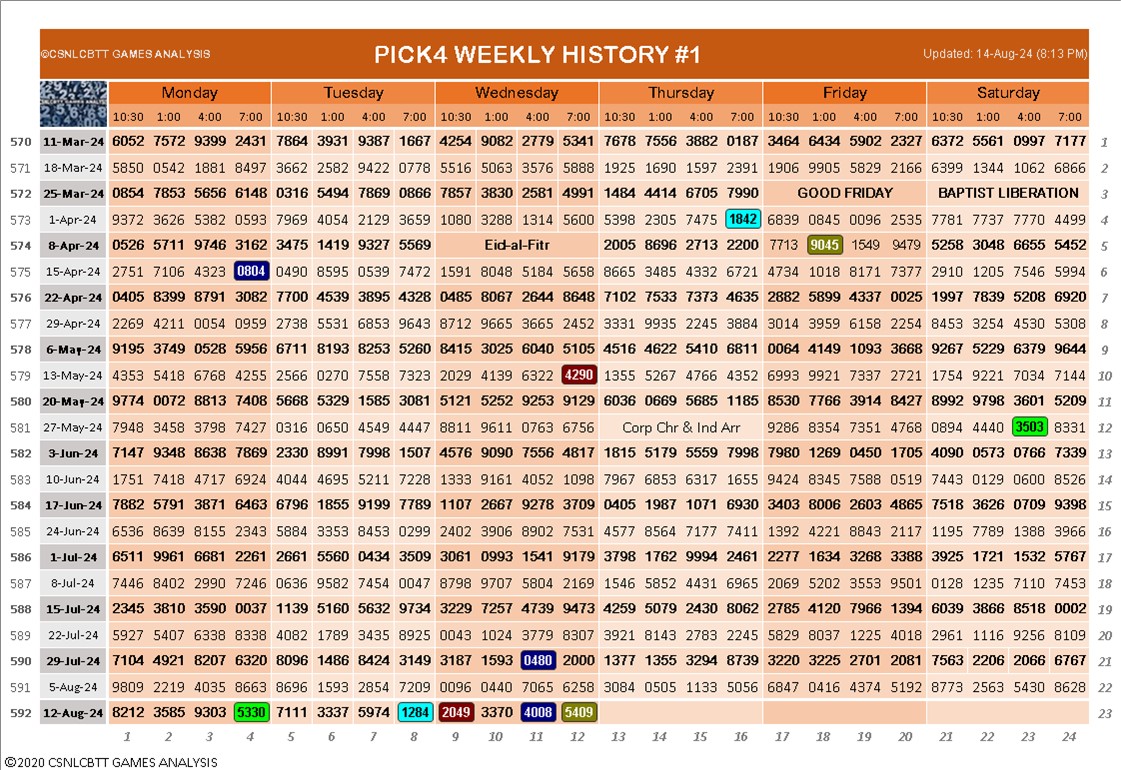 ©CSNLCBTT GAMES ANALYSIS PICK4 WEEKLY HISTORY #1 Updated: 14-Aug-24 (8:13 PM)
Monday Tuesday Wednesday Thursday Friday Saturday
10:30 1:00 4:00 7:00 10:30 1:00 4:00 7:00 10:30 1:00 4:00 7:00 10:30 1:00 4:00 7:00 10:30 1:00 4:00 7:00 10:30 1:00 4:00 7:00
570 11-Mar-24 6052 7572 9399 2431 7864 3931 9387 1667 4254 9082 2779 5341 7678 7556 3882 0187 3464 6434 5902 2327 6372 5561 0997 7177 1
571 18-Mar-24 5850 0542 1881 8497 3662 2582 9422 0778 5516 5063 3576 5888 1925 1690 1597 2391 1906 9905 5829 2166 6399 1344 1062 6866 2
572 25-Mar-24 0854 7853 5656 6148 0316 5494 7869 0866 7857 3830 2581 4991 1484 4414 6705 7990 GOOD FRIDAY BAPTIST LIBERATION 3
573 1-Apr-24 9372 3626 5382 0593 7969 4054 2129 3659 1080 3288 1314 5600 5398 2305 7475 1842 6839 0845 0096 2535 7781 7737 7770 4499 4
574 8-Apr-24 0526 5711 9746 3162 3475 1419 9327 5569 Eid-al-Fitr 2005 8696 2713 2200 7713 9045 1549 9479 5258 3048 6655 5452 5
575 15-Apr-24 2751 7106 4323 0804 0490 8595 0539 7472 1591 8048 5184 5658 8665 3485 4332 6721 4734 1018 8171 7377 2910 1205 7546 5994 6
576 22-Apr-24 0405 8399 8791 3082 7700 4539 3895 4328 0485 8067 2644 8648 7102 7533 7373 4635 2882 5899 4337 0025 1997 7839 5208 6920 7
577 29-Apr-24 2269 4211 0054 0959 2738 5531 6853 9643 8712 9665 3665 2452 3331 9935 2245 3884 3014 3959 6158 2254 8453 3254 4530 5308 8
578 6-May-24 9195 3749 0528 5956 6711 8193 8253 5260 8415 3025 6040 5105 4516 4622 5410 6811 0064 4149 1093 3668 9267 5229 6379 9644 9
579 13-May-24 4353 5418 6768 4255 2566 0270 7558 7323 2029 4139 6322 4290 1355 5267 4766 4352 6993 9921 7337 2721 1754 9221 7034 7144 10
580 20-May-24 9774 0072 8813 7408 5668 5329 1585 3081 5121 5252 9253 9129 6036 0669 5685 1185 8530 7766 3914 8427 8992 9798 3601 5209 11
581 27-May-24 7948 3458 3798 7427 0316 0650 4549 4447 8811 9611 0763 6756 Corp Chr & Ind Arr 9286 8354 7351 4768 0894 4440 3503 8331 12
582 3-Jun-24 7147 9348 8638 7869 2330 8991 7998 1507 4576 9090 7556 4817 1815 5179 5559 7998 7980 1269 0450 1705 4090 0573 0766 7339 13
583 10-Jun-24 1751 7418 4717 6924 4044 4695 5211 7228 1333 9161 4052 1098 7967 6853 6317 1655 9424 8345 7588 0519 7443 0129 0600 8526 14
584 17-Jun-24 7882 5791 3871 6463 6796 1855 9199 7789 1107 2667 9278 3709 0405 1987 1071 6930 3403 8006 2603 4865 7518 3626 0709 9398 15
585 24-Jun-24 6536 8639 8155 2343 5884 3353 8453 0299 2402 3906 8902 7531 4577 8564 7177 7411 1392 4221 8843 2117 1195 7789 1388 3966 16
586 1-Jul-24 6511 9961 6681 2261 2661 5560 0434 3509 3061 0993 1541 9179 3798 1762 9994 2461 2277 1634 3268 3388 3925 1721 1532 5767 17
587 8-Jul-24 7446 8402 2990 7246 0636 9582 7454 0047 8798 9707 5804 2169 1546 5852 4431 6965 2069 5202 3553 9501 0128 1235 7110 7453 18
588 15-Jul-24 2345 3810 3590 0037 1139 5160 5632 9734 3229 7257 4739 9473 4259 5079 2430 8062 2785 4120 7966 1394 6039 3866 8518 0002 19
589 22-Jul-24 5927 5407 6338 8338 4082 1789 3435 8925 0043 1024 3779 8307 3921 8143 2783 2245 5829 8037 1225 4018 2961 1116 9256 8109 20
590 29-Jul-24 7104 4921 8207 6320 8096 1486 8424 3149 3187 1593 0480 2000 1377 1355 3294 8739 3220 3225 2701 2081 7563 2206 2066 6767 21
591 5-Aug-24 9809 2219 4035 8663 8696 1593 2854 7209 0096 0440 7065 6258 3084 0505 1133 5056 6847 0416 4374 5192 8773 2563 5430 8628 22
592 12-Aug-24 8212 3585 9303 5330 7111 3337 5974 1284 2049 3370 4008 5409 23
1 2 3 4 5 6 7 8 9 10 11 12 13 14 15 16 17 18 19 20 21 22 23 24
©2020 CSNLCBTT GAMES ANALYSIS